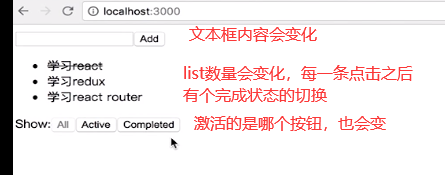 localhost:3000
Add 文本框内容会变化
学习react
学习redux
学习react router
list数量会变化，每一条点击之后
有个完成状态的切换
Show: All Active Completed 激活的是哪个按钮，也会变